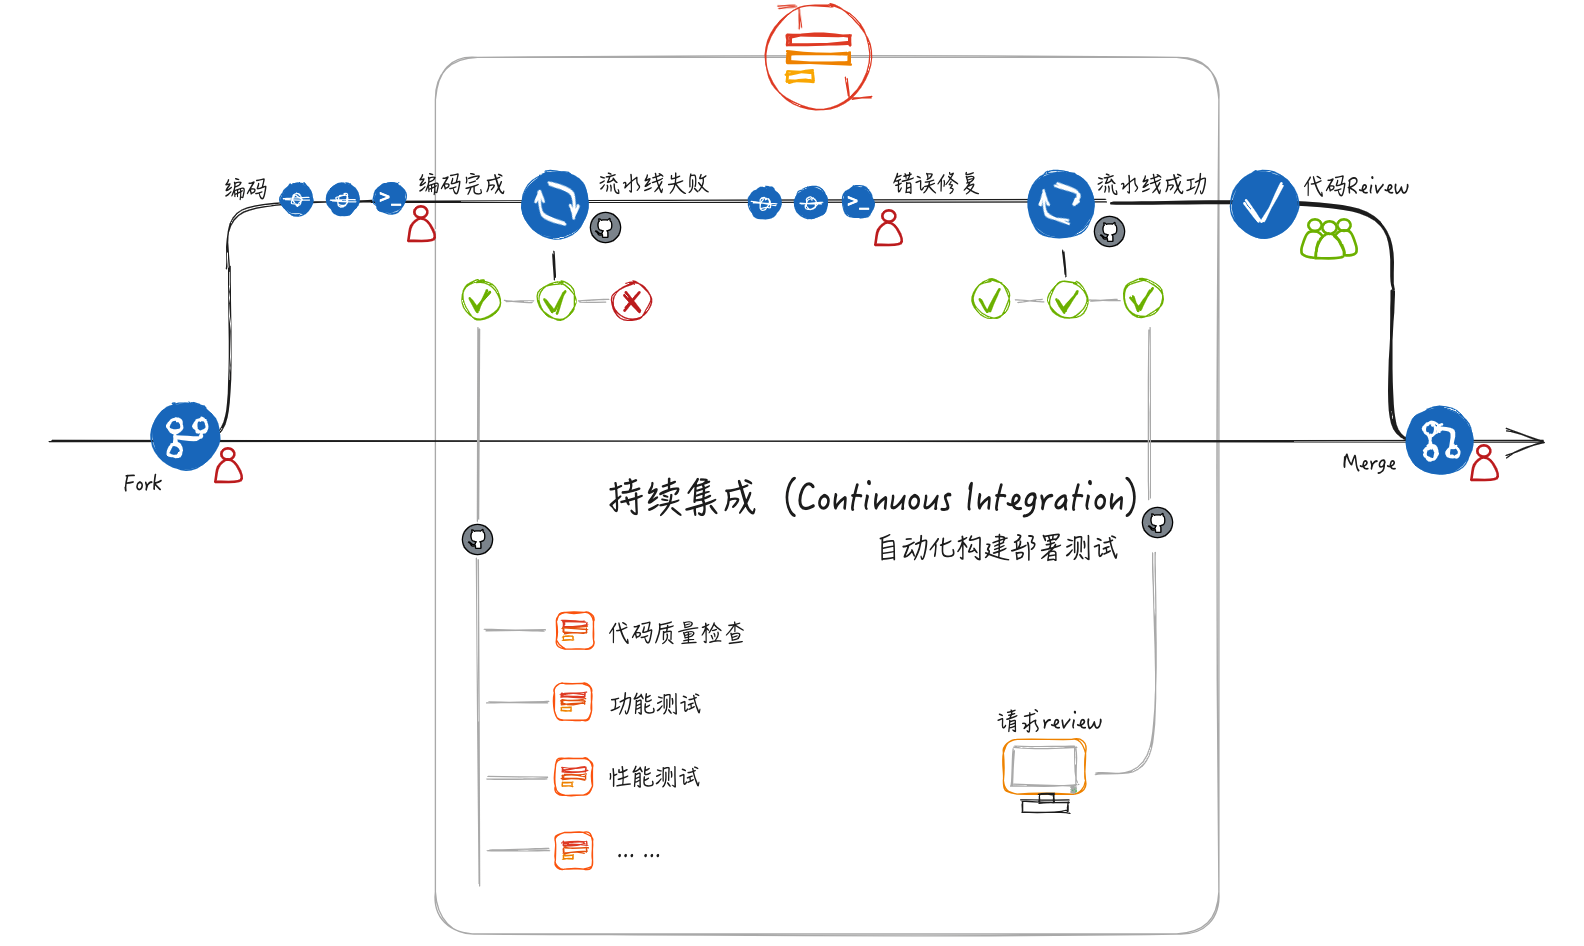 编码
编码完成
流水线失败
错误修复
流水线成功
代码Reivew
Fork
Merge
持续集成（Continuous Integration)
自动化构建部署测试
代码质量检查
功能测试
性能测试
... ...
请求review